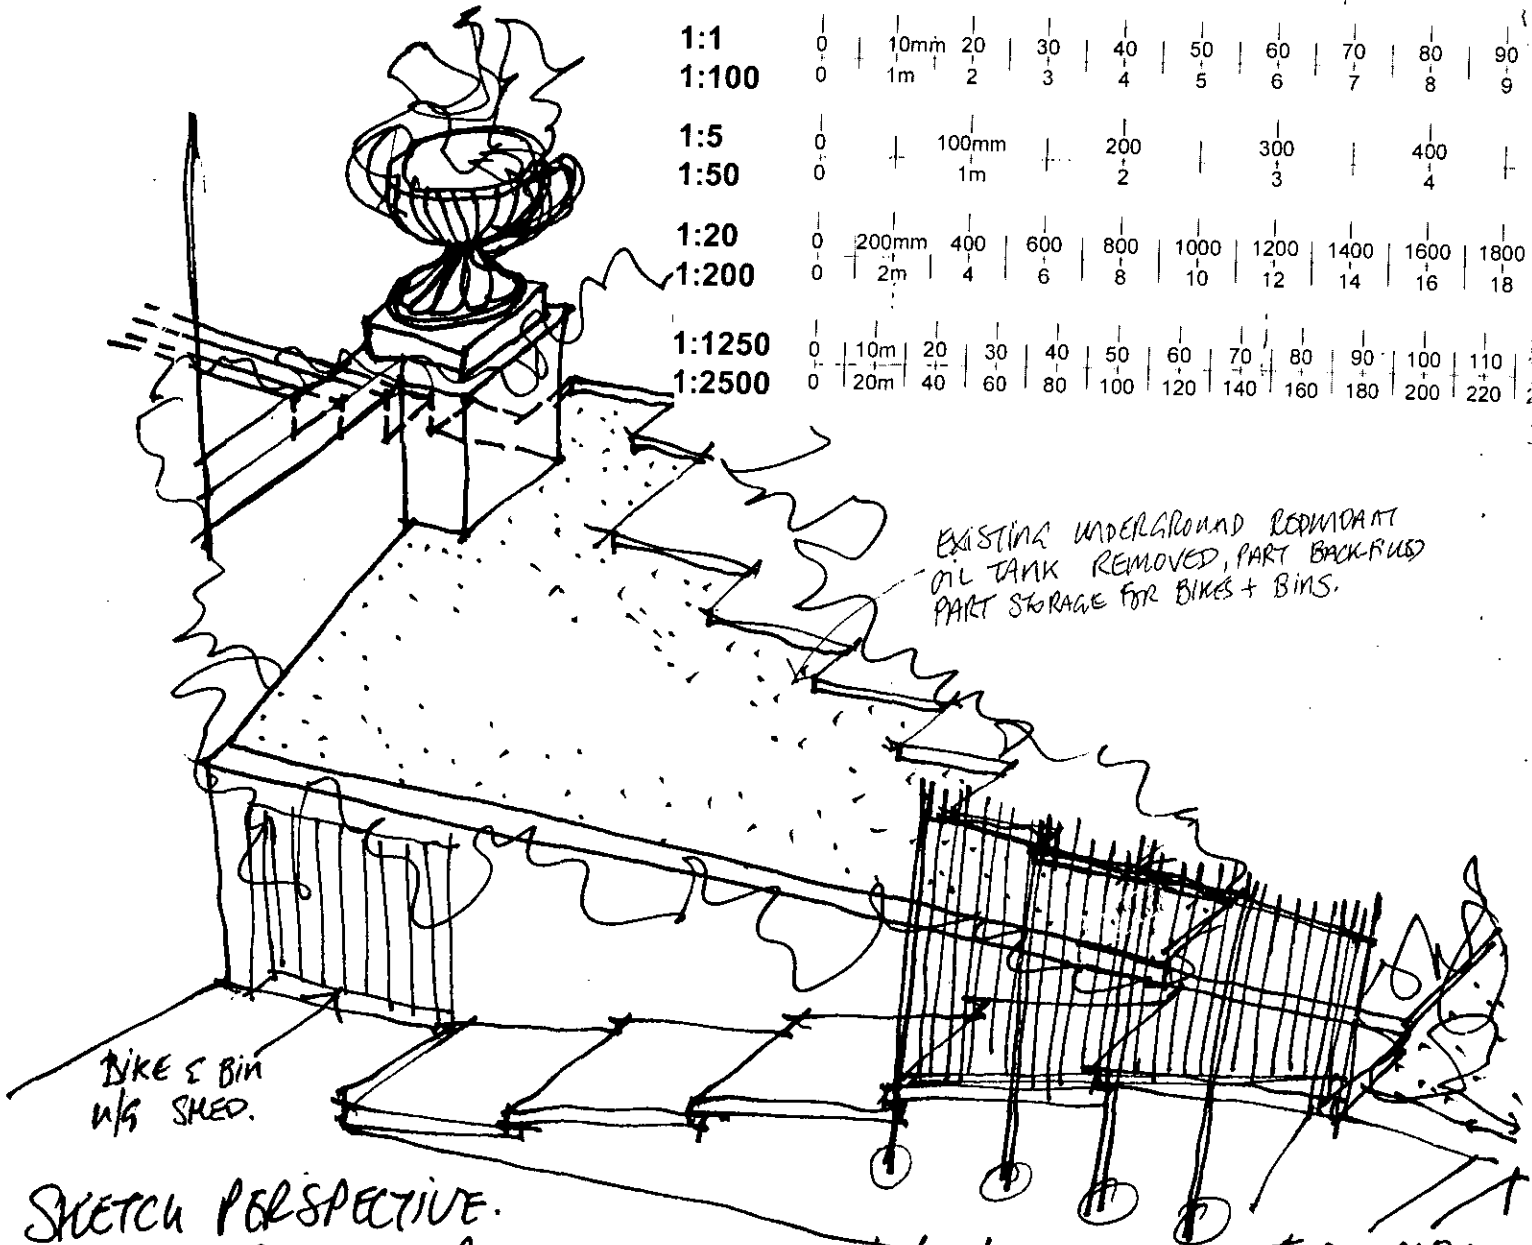 1:1 0 10mm 20 30 40 50 60 70 80 90
1:100 0 1m 2 3 4 5 6 7 8 9
1:5 0 100mm 200 300 400
1:50 0 1m 2 3 4
1:20 0 200mm 400 600 800 1000 1200 1400 1600 1800
1:200 0 2m 4 6 8 10 12 14 16 18
1:1250 0 10m 20 30 40 50 60 70 80 90 100 110
1:2500 0 20m 40 60 80 100 120 140 160 180 200 220
EXISTING UNDERGROUND REDUNDANT
OIL TANK REMOVED, PART BACK-FILLED
PART STORAGE FOR BIKES + BINS.
BIKE & BIN
U/G SHED.
SKETCH PERSPECTIVE.